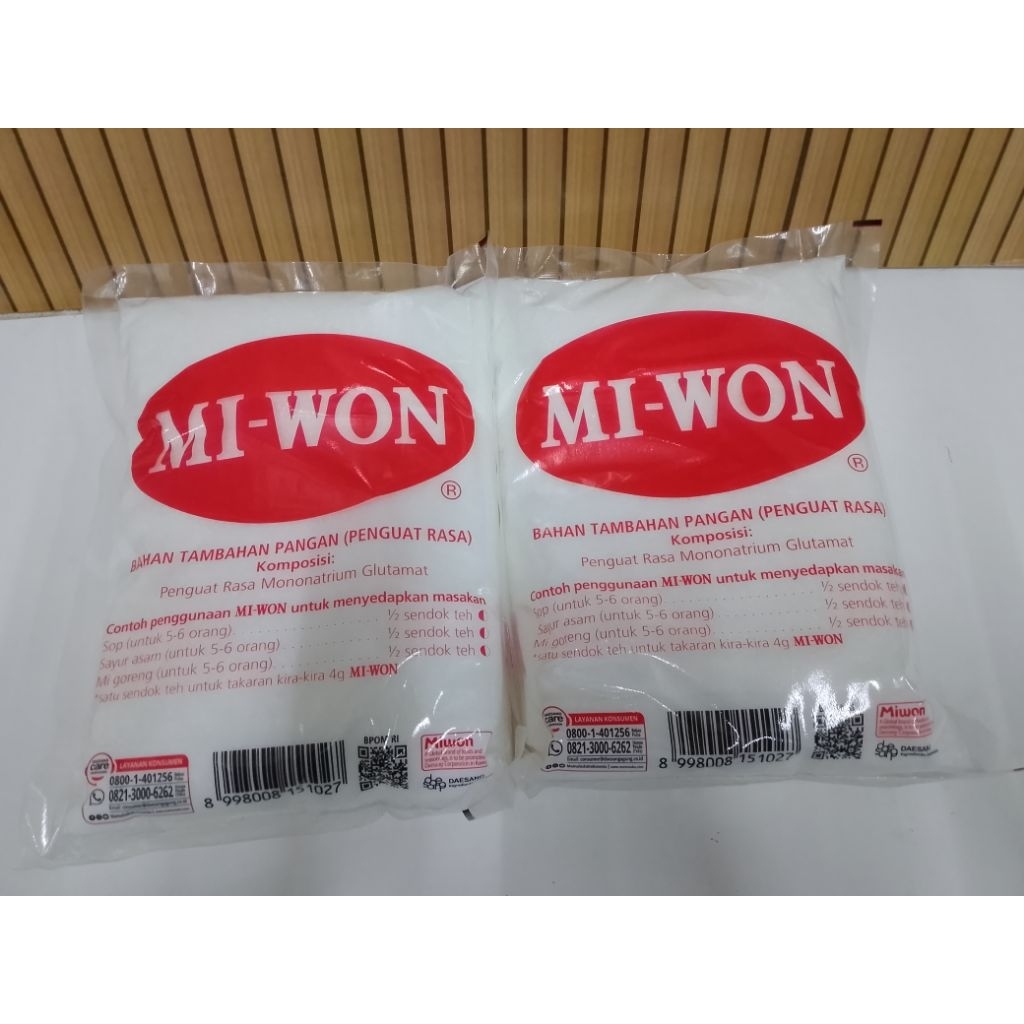 MI-WON
®
BAHAN TAMBAHAN PANGAN (PENGUAT RASA)
Komposisi:
Penguat Rasa Mononatrium Glutamat
Contoh penggunaan MI-WON untuk menyedapkan masakan
Sop (untuk 5-6 orang) ½ sendok teh
Sayur asam (untuk 5-6 orang) ½ sendok teh
Mi goreng (untuk 5-6 orang) ½ sendok teh
*satu sendok teh untuk takaran kira-kira 4g MI-WON
care
LAYANAN KONSUMEN
0800-1-401256
0821-3000-6262
8 998008 151027
BPOM RI
Miwon
DAESANG
MI-WON
®
BAHAN TAMBAHAN PANGAN (PENGUAT RASA)
Komposisi:
Penguat Rasa Mononatrium Glutamat
Contoh penggunaan MI-WON untuk menyedapkan masakan
Sop (untuk 5-6 orang) ½ sendok teh
Sayur asam (untuk 5-6 orang) ½ sendok teh
Mi goreng (untuk 5-6 orang) ½ sendok teh
*satu sendok teh untuk takaran kira-kira 4g MI-WON
care
LAYANAN KONSUMEN
0800-1-401256
0821-3000-6262
8 998008 151027
Miwon
DAESANG